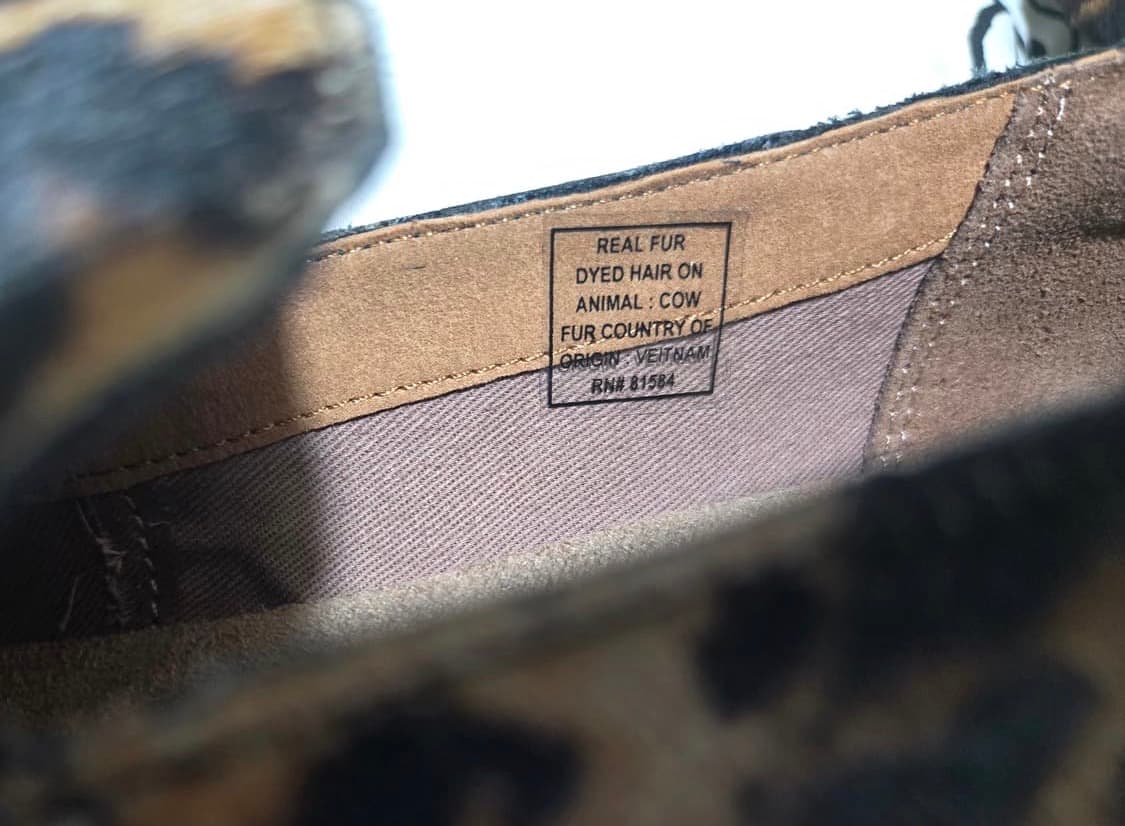 REAL FUR
DYED HAIR ON
ANIMAL : COW
FUR COUNTRY OF
ORIGIN : VEITNAM
RN# 81584